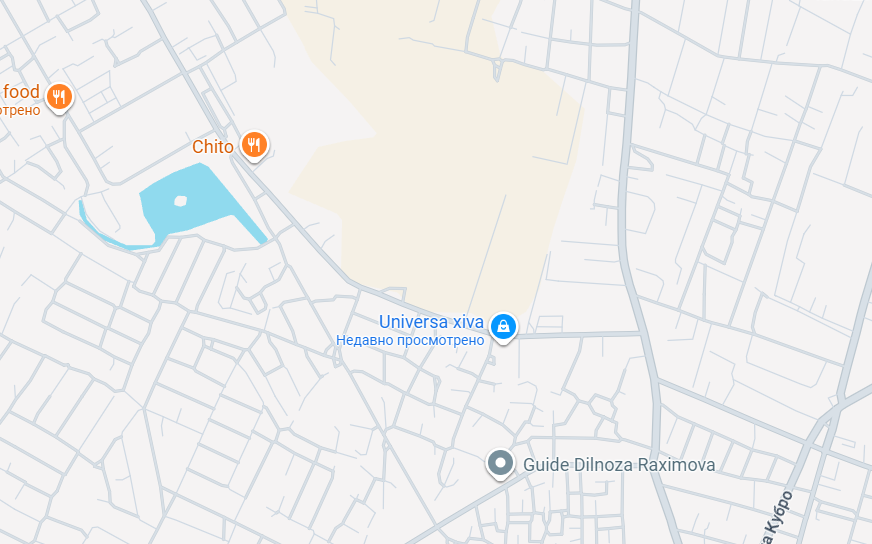 food
отрено
Chito
Universa xiva
Недавно просмотрено
Guide Dilnoza Raximova
а Кубро